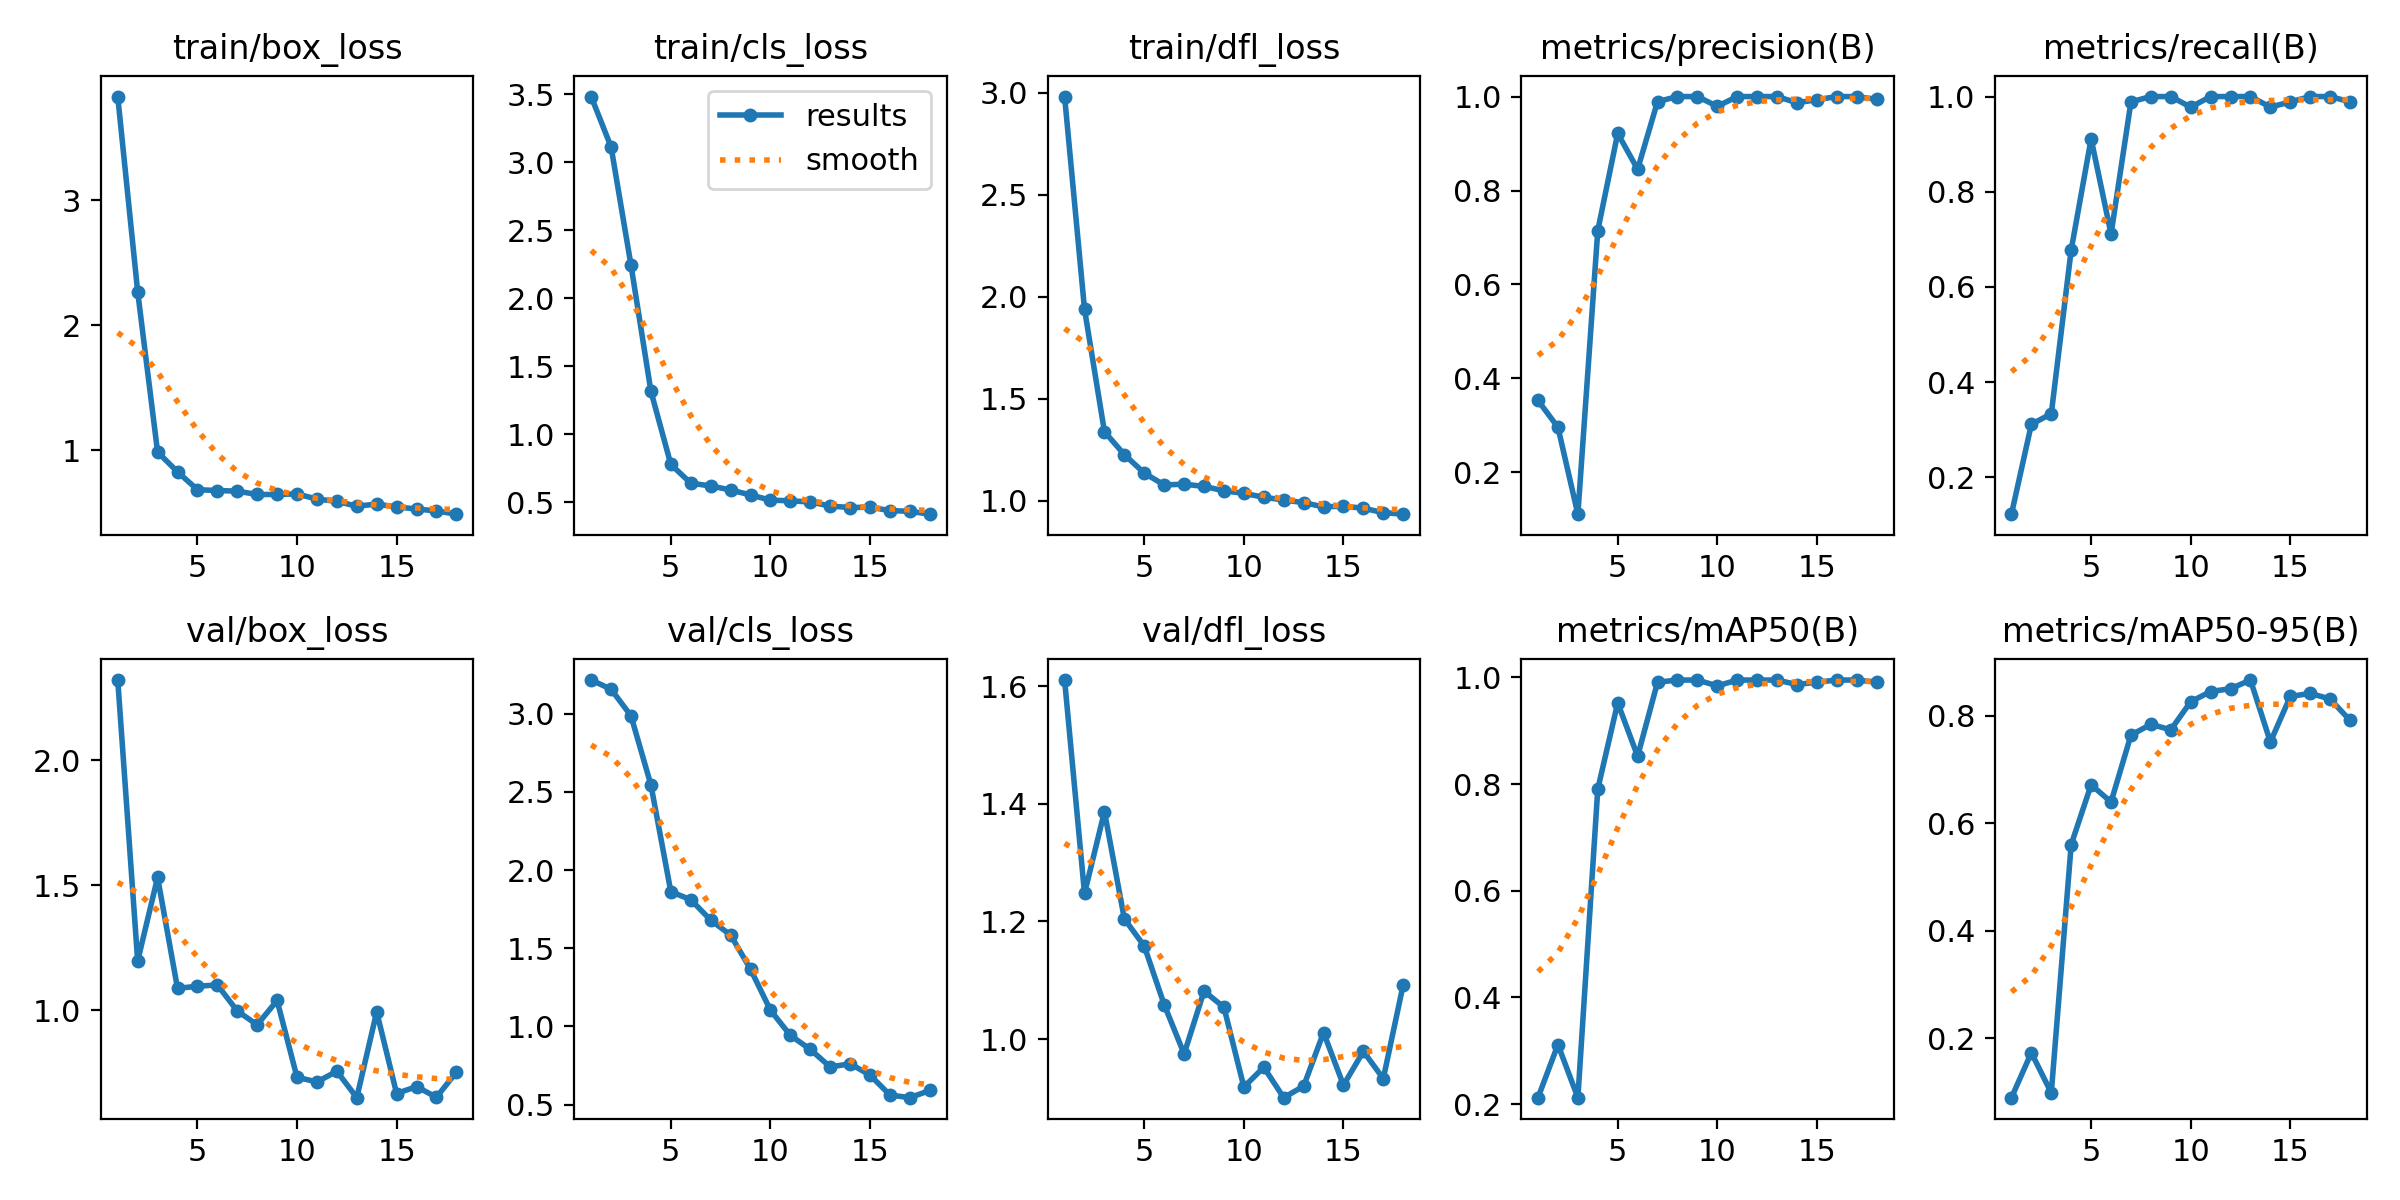 train/box_loss
train/cls_loss
train/dfl_loss
metrics/precision(B)
metrics/recall(B)
3
2
1
5 10 15
3.5
3.0
2.5
2.0
1.5
1.0
0.5
5 10 15
results
smooth
3.0
2.5
2.0
1.5
1.0
5 10 15
1.0
0.8
0.6
0.4
0.2
5 10 15
1.0
0.8
0.6
0.4
0.2
5 10 15
val/box_loss
val/cls_loss
val/dfl_loss
metrics/mAP50(B)
metrics/mAP50-95(B)
2.0
1.5
1.0
5 10 15
3.0
2.5
2.0
1.5
1.0
0.5
5 10 15
1.6
1.4
1.2
1.0
5 10 15
1.0
0.8
0.6
0.4
0.2
5 10 15
0.8
0.6
0.4
0.2
5 10 15